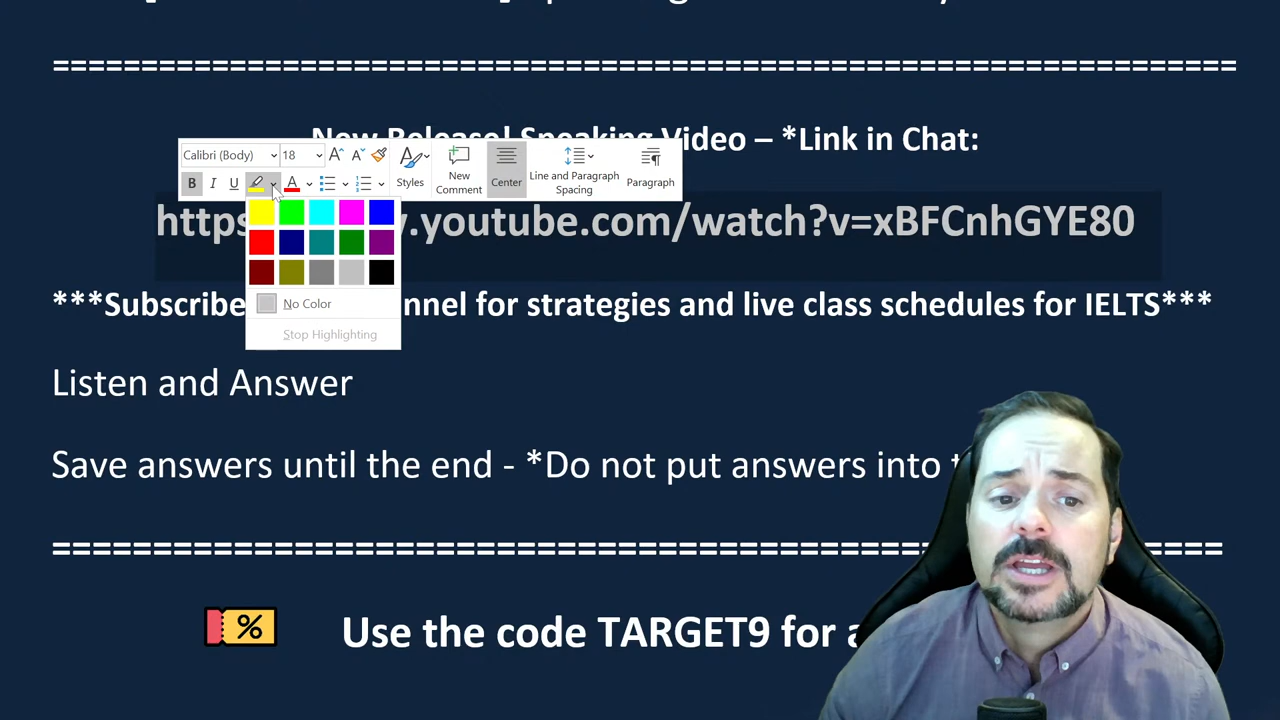 ============================================================
New Release! Speaking Video – *Link in Chat:
Calibri (Body) 18
B I U
Styles
New Comment
Center
Line and Paragraph Spacing
Paragraph
.youtube.com/watch?v=xBFCnhGYE80
***Subscribe for strategies and live class schedules for IELTS***
No Color
Stop Highlighting
Listen and Answer
Save answers until the end - *Do not put answers into
============================================================
% Use the code TARGET9 for